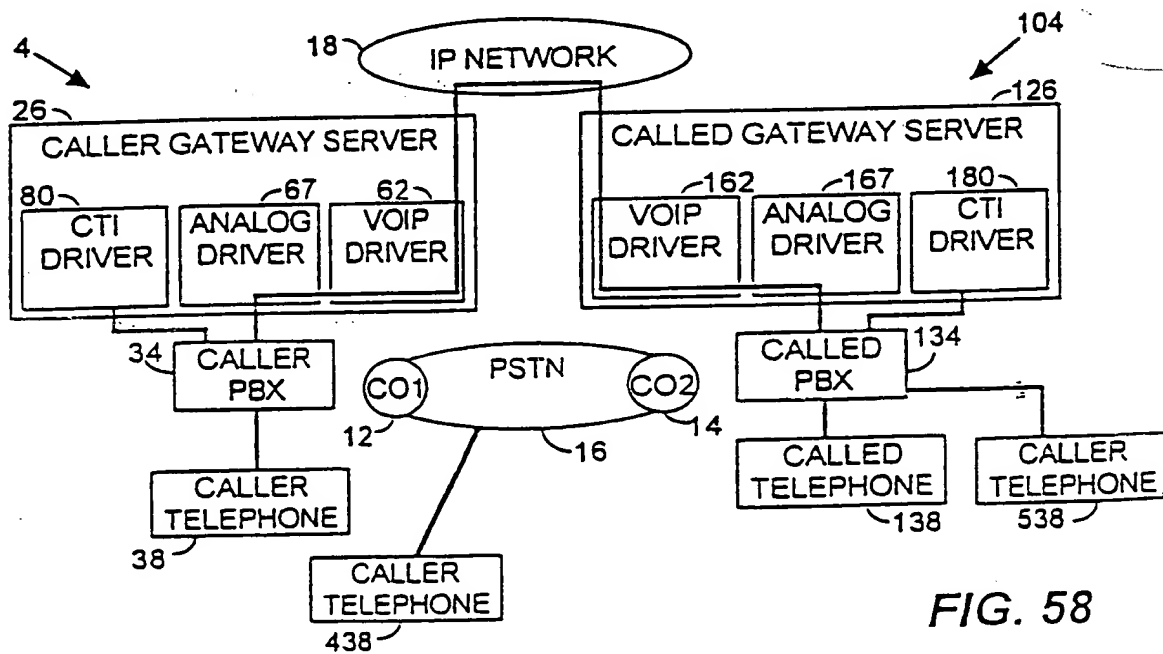 4
18
IP NETWORK
104
26
126
CALLER GATEWAY SERVER
CALLED GATEWAY SERVER
80
67
62
162
167
180
CTI
DRIVER
ANALOG
DRIVER
VOIP
DRIVER
VOIP
DRIVER
ANALOG
DRIVER
CTI
DRIVER
34
CALLER
PBX
PSTN
CO1
CO2
CALLED
PBX
134
12
16
14
CALLER
TELEPHONE
38
CALLED
TELEPHONE
138
CALLER
TELEPHONE
538
CALLER
TELEPHONE
438
FIG. 58